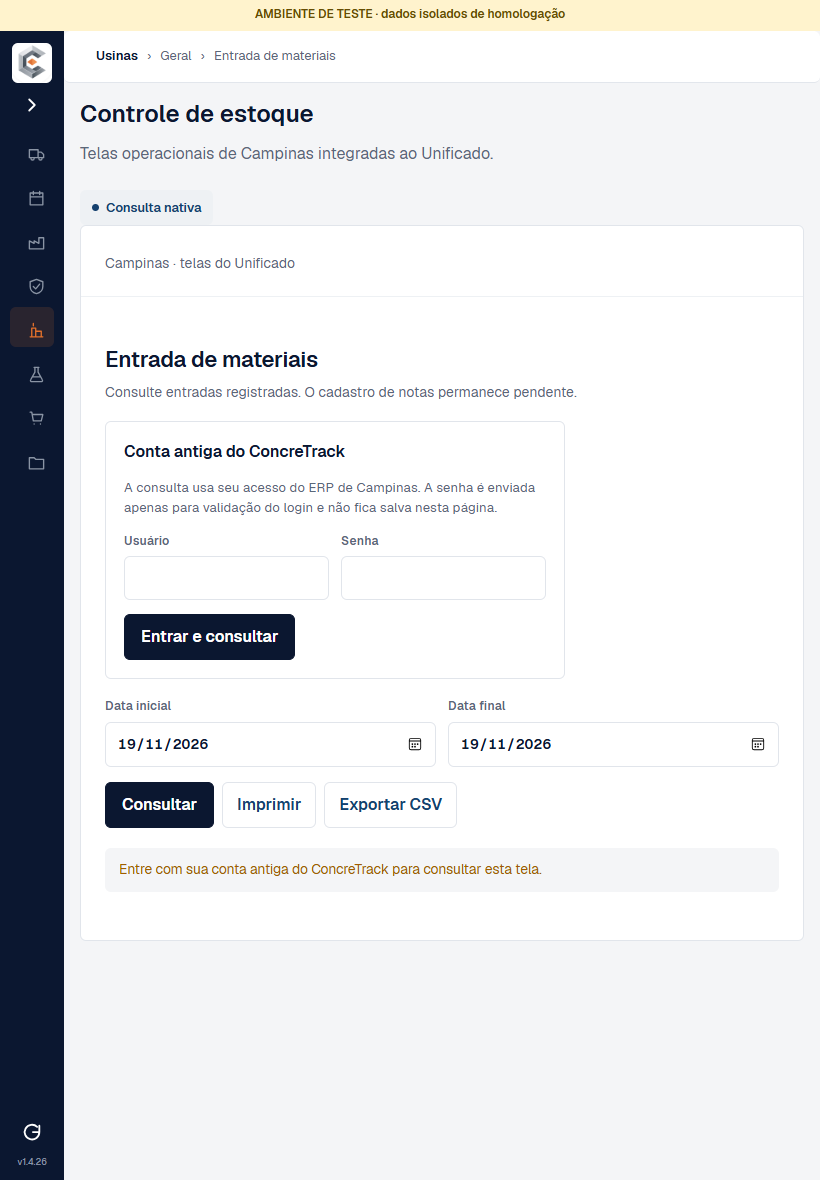 AMBIENTE DE TESTE · dados isolados de homologação
Usinas › Geral › Entrada de materiais
Controle de estoque
Telas operacionais de Campinas integradas ao Unificado.
Consulta nativa
Campinas · telas do Unificado
Entrada de materiais
Consulte entradas registradas. O cadastro de notas permanece pendente.
Conta antiga do ConcreTrack
A consulta usa seu acesso do ERP de Campinas. A senha é enviada
apenas para validação do login e não fica salva nesta página.
Usuário Senha
Entrar e consultar
Data inicial Data final
19/11/2026 19/11/2026
Consultar Imprimir Exportar CSV
Entre com sua conta antiga do ConcreTrack para consultar esta tela.
v1.4.26